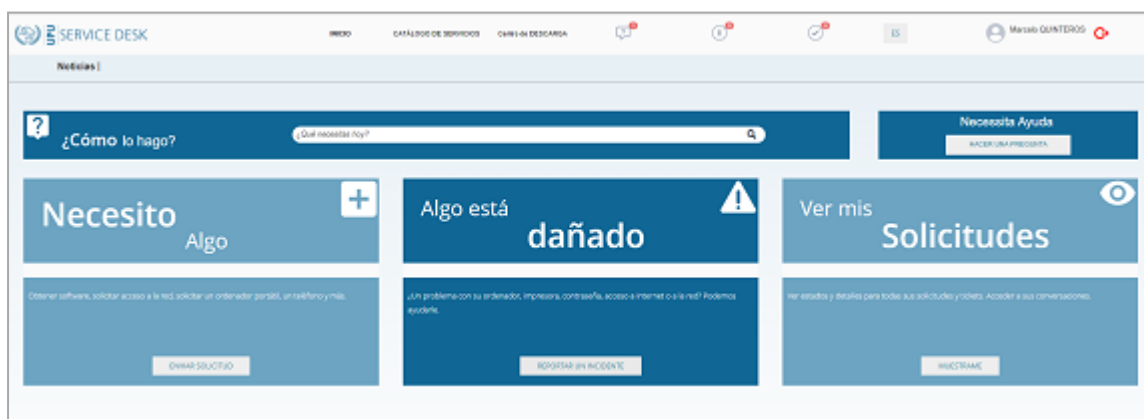 UPU SERVICE DESK
INICIO CATÁLOGO DE SERVICIOS Centro de DESCARGA ES Marcelo QUINTEROS
Noticias |
¿Cómo lo hago?
¿Qué necesitas hoy?
Necessita Ayuda
HACER UNA PREGUNTA
Necesito
Algo
Algo está
dañado
Ver mis
Solicitudes
Obtener software, solicitar acceso a la red, solicitar un ordenador portátil, un teléfono y más.
¿Un problema con su ordenador, impresora, contraseña, acceso a internet o a la red? Podemos
ayudarle.
Ver estados y detalles para todas sus solicitudes y tickets. Acceder a sus conversaciones.
ENVIAR SOLICITUD
REPORTAR UN INCIDENTE
MUESTRAME